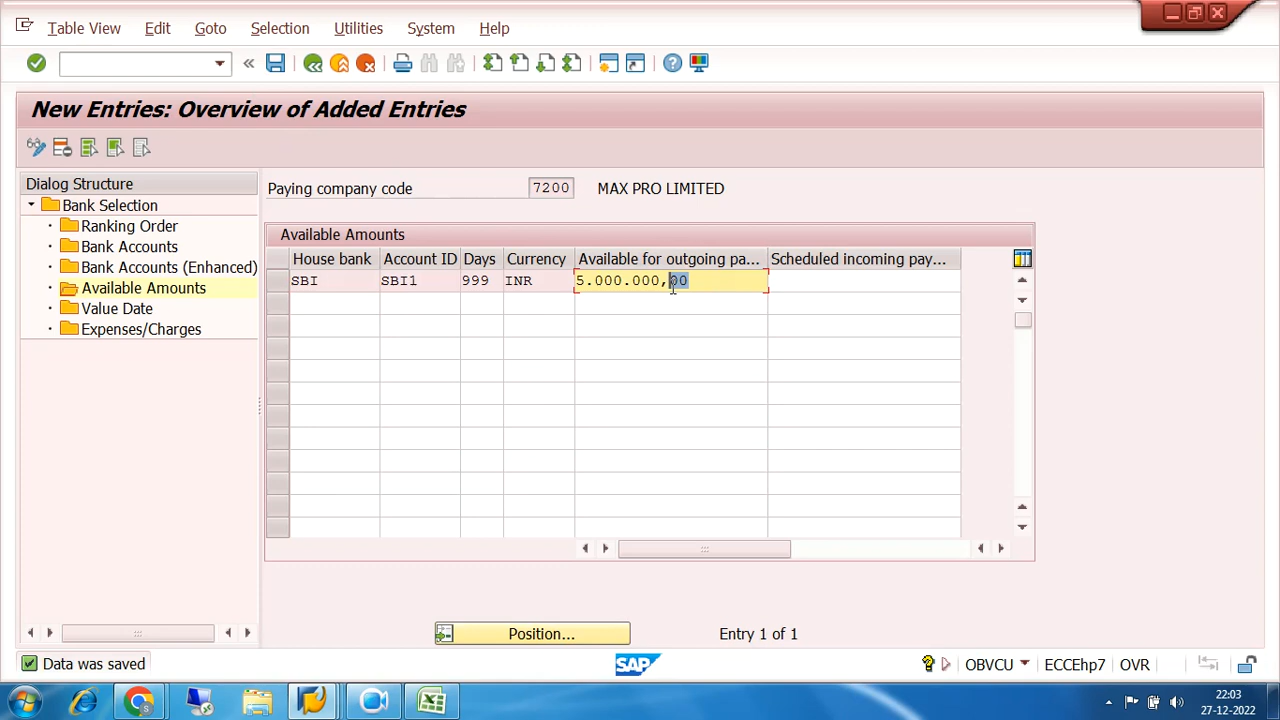 Table View Edit Goto Selection Utilities System Help
New Entries: Overview of Added Entries
Dialog Structure
Bank Selection
Ranking Order
Bank Accounts
Bank Accounts (Enhanced)
Available Amounts
Value Date
Expenses/Charges
Paying company code 7200 MAX PRO LIMITED
Available Amounts
House bank Account ID Days Currency Available for outgoing pa... Scheduled incoming pay...
SBI SBI1 999 INR 5.000.000,00
Position... Entry 1 of 1
Data was saved SAP OBVCU ECCEhp7 OVR
22:03
27-12-2022